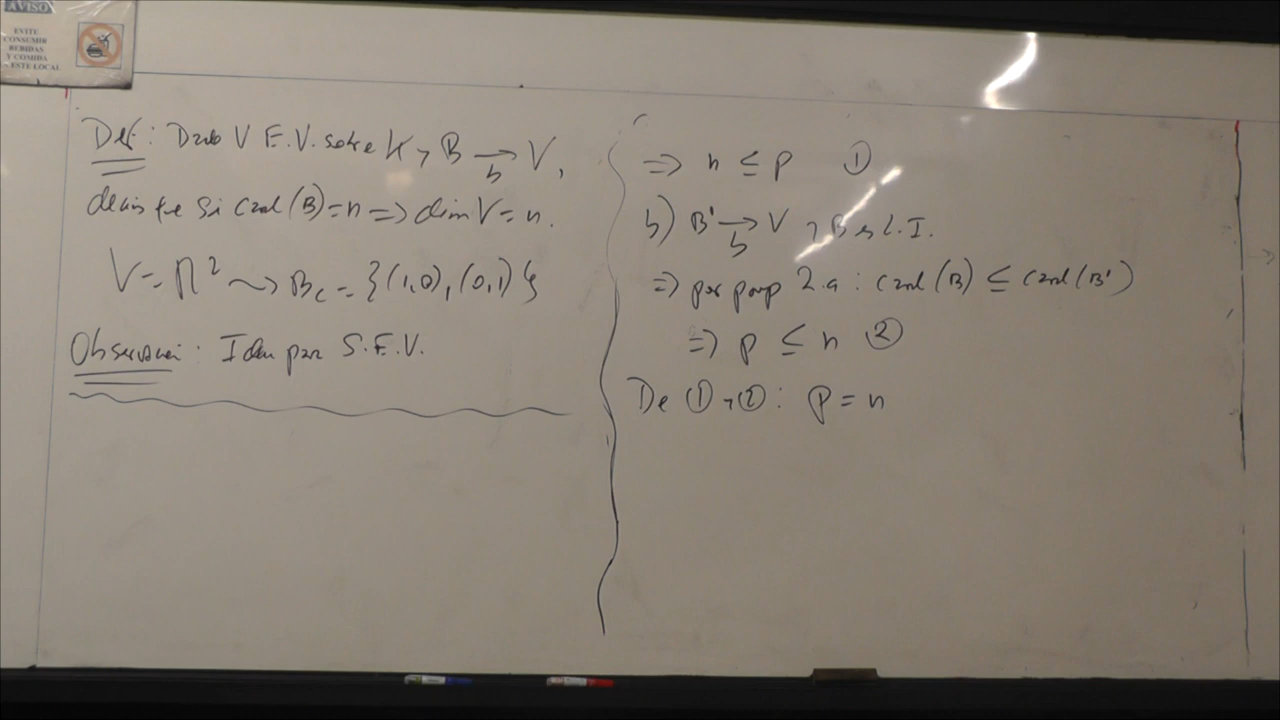 AVISO
EVITE
CONSUMIR
BEBIDAS
Y COMIDA
ESTE LOCAL
Def: Dado V E.V. sobre K y B →b V,
decimos que si card(B)=n => dim V=n.
V=R² ⇝ Bc={(1,0),(0,1)}
Observación: Idem para S.E.V.
=> n ≤ p ①
b) B' →b V y B es L.I.
=> por prop 2.a: card(B) ≤ card(B')
=> p ≤ n ②
De ① y ②: p=n